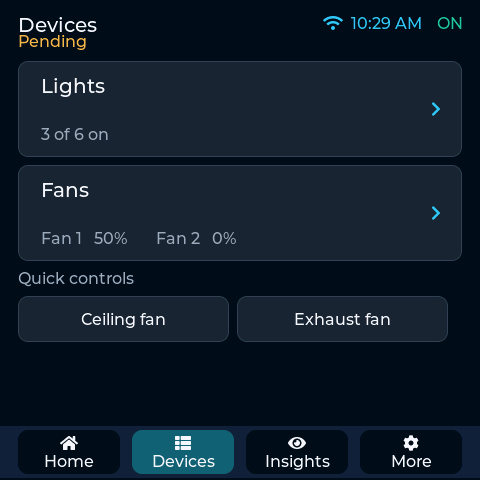 Devices
Pending
10:29 AM ON
Lights
3 of 6 on
Fans
Fan 1 50% Fan 2 0%
Quick controls
Ceiling fan Exhaust fan
Home Devices Insights More